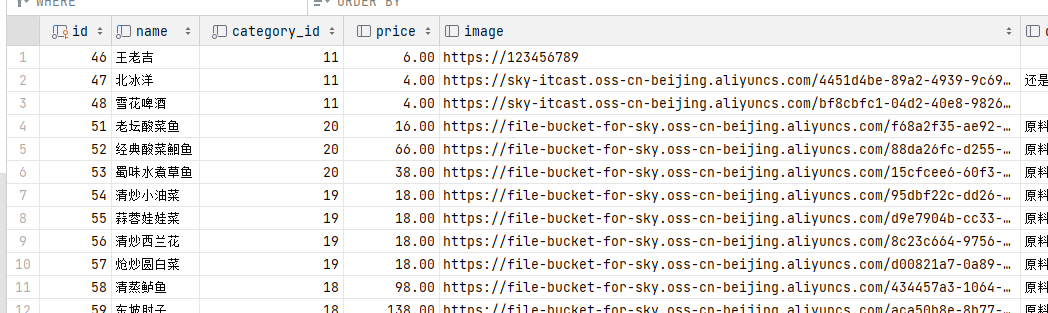 WHERE ORDER BY
id name category_id price image
1 46 王老吉 11 6.00 https://123456789
2 47 北冰洋 11 4.00 https://sky-itcast.oss-cn-beijing.aliyuncs.com/4451d4be-89a2-4939-9c69… 还是
3 48 雪花啤酒 11 4.00 https://sky-itcast.oss-cn-beijing.aliyuncs.com/bf8cbfc1-04d2-40e8-9826…
4 51 老坛酸菜鱼 20 16.00 https://file-bucket-for-sky.oss-cn-beijing.aliyuncs.com/f68a2f35-ae92-… 原料
5 52 经典酸菜鮰鱼 20 66.00 https://file-bucket-for-sky.oss-cn-beijing.aliyuncs.com/88da26fc-d255-… 原料
6 53 蜀味水煮草鱼 20 38.00 https://file-bucket-for-sky.oss-cn-beijing.aliyuncs.com/15cfcee6-60f3-… 原料
7 54 清炒小油菜 19 18.00 https://file-bucket-for-sky.oss-cn-beijing.aliyuncs.com/95dbf22c-dd26-… 原料
8 55 蒜蓉娃娃菜 19 18.00 https://file-bucket-for-sky.oss-cn-beijing.aliyuncs.com/d9e7904b-cc33-… 原料
9 56 清炒西兰花 19 18.00 https://file-bucket-for-sky.oss-cn-beijing.aliyuncs.com/8c23c664-9756-… 原料
10 57 炝炒圆白菜 19 18.00 https://file-bucket-for-sky.oss-cn-beijing.aliyuncs.com/d00821a7-0a89-… 原料
11 58 清蒸鲈鱼 18 98.00 https://file-bucket-for-sky.oss-cn-beijing.aliyuncs.com/434457a3-1064-… 原料
12 59 东坡肘子 18 138.00 https://file-bucket-for-sky.oss-cn-beijing.aliyuncs.com/aca50b8e-8b77-… 原料